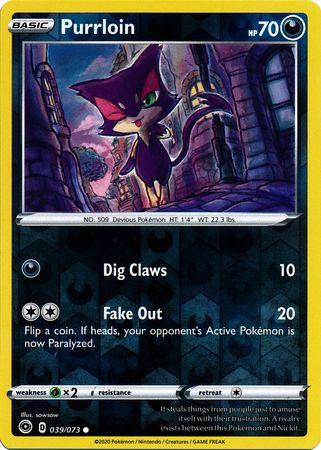 BASIC
Purrloin HP 70
NO. 509 Devious Pokémon HT: 1'4" WT: 22.3 lbs.
Dig Claws 10
Fake Out 20
Flip a coin. If heads, your opponent's Active Pokémon is
now Paralyzed.
weakness ×2 resistance retreat
Illus. sowsow
D 039/073
It steals things from people just to amuse
itself with their frustration. A rivalry
exists between this Pokémon and Nickit.
©2020 Pokémon / Nintendo / Creatures / GAME FREAK